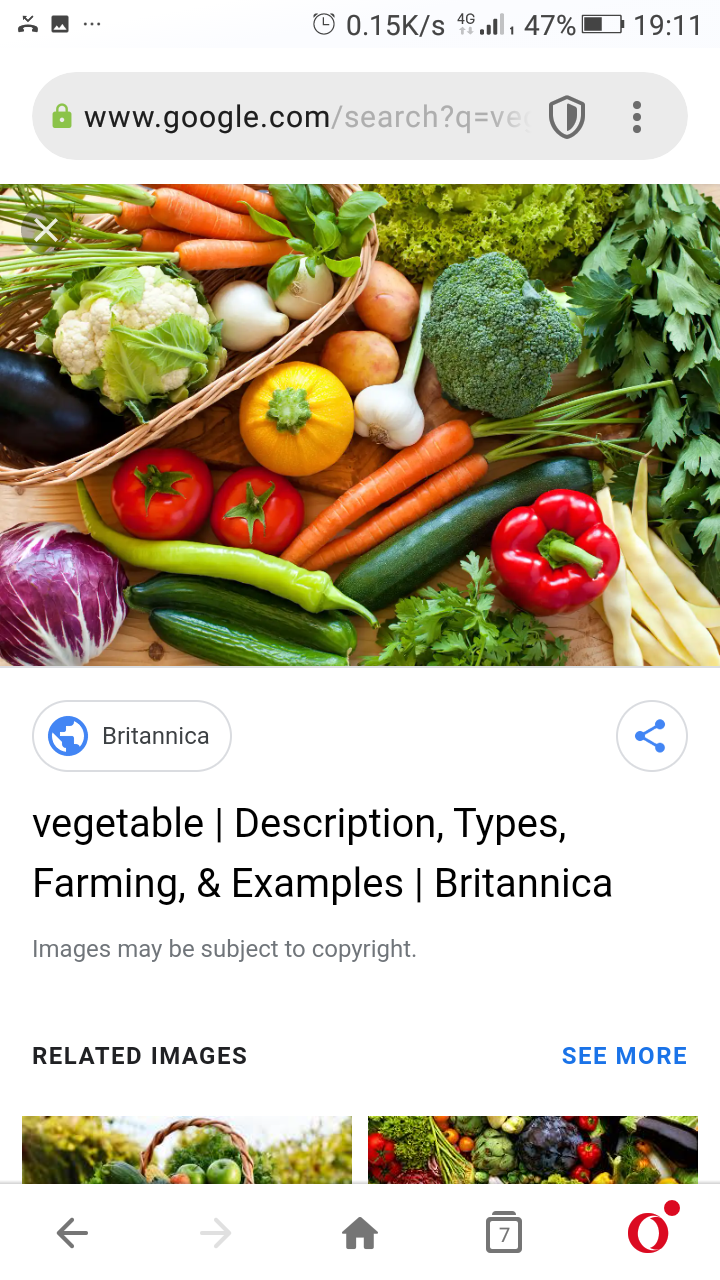 0.15K/s 4G 1 47% 19:11
www.google.com/search?q=veg
Britannica
vegetable | Description, Types,
Farming, & Examples | Britannica
Images may be subject to copyright.
RELATED IMAGES SEE MORE
7